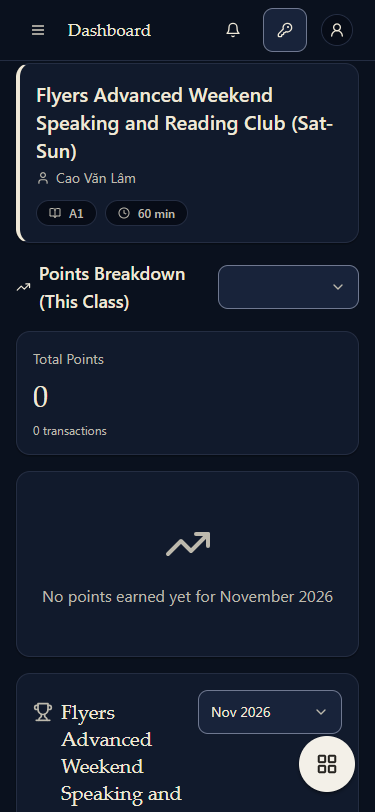 Dashboard
Flyers Advanced Weekend
Speaking and Reading Club (Sat-
Sun)
Cao Văn Lâm
A1
60 min
Points Breakdown
(This Class)
Total Points
0
0 transactions
No points earned yet for November 2026
Flyers
Advanced
Weekend
Speaking and
Nov 2026